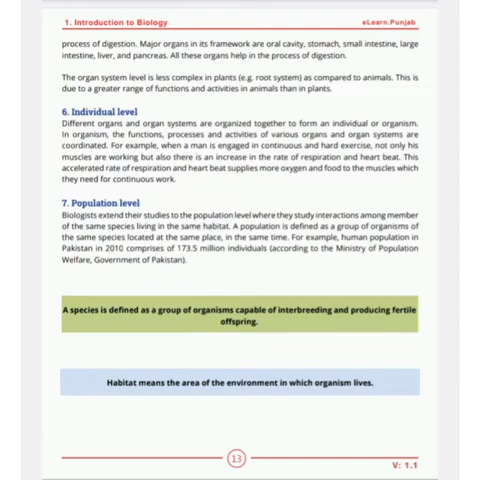 1. Introduction to Biology eLearn.Punjab
process of digestion. Major organs in its framework are oral cavity, stomach, small intestine, large
intestine, liver, and pancreas. All these organs help in the process of digestion.
The organ system level is less complex in plants (e.g. root system) as compared to animals. This is
due to a greater range of functions and activities in animals than in plants.
6. Individual level
Different organs and organ systems are organized together to form an individual or organism.
In organism, the functions, processes and activities of various organs and organ systems are
coordinated. For example, when a man is engaged in continuous and hard exercise, not only his
muscles are working but also there is an increase in the rate of respiration and heart beat. This
accelerated rate of respiration and heart beat supplies more oxygen and food to the muscles which
they need for continuous work.
7. Population level
Biologists extend their studies to the population level where they study interactions among member
of the same species living in the same habitat. A population is defined as a group of organisms of
the same species located at the same place, in the same time. For example, human population in
Pakistan in 2010 comprises of 173.5 million individuals (according to the Ministry of Population
Welfare, Government of Pakistan).
A species is defined as a group of organisms capable of interbreeding and producing fertile
offspring.
Habitat means the area of the environment in which organism lives.
13
V: 1.1